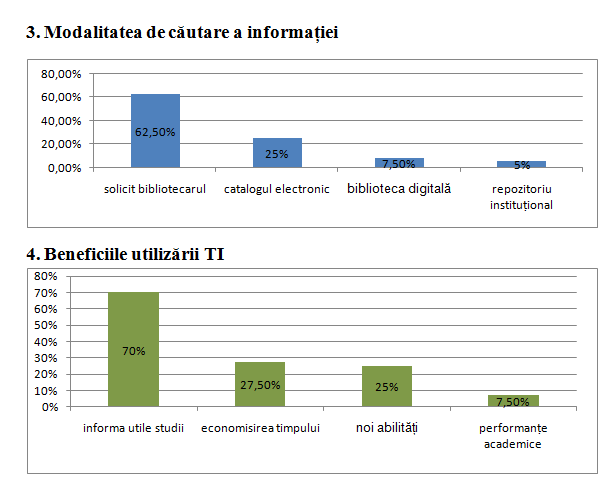 3. Modalitatea de căutare a informației
80,00%
60,00%
40,00%
20,00%
0,00%
62,50%
25%
7,50%
5%
solicit bibliotecarul
catalogul electronic
biblioteca digitală
repozitoriu
instituțional
4. Beneficiile utilizării TI
80%
70%
60%
50%
40%
30%
20%
10%
0%
70%
27,50%
25%
7,50%
informa utile studii
economisirea timpului
noi abilități
performanțe
academice